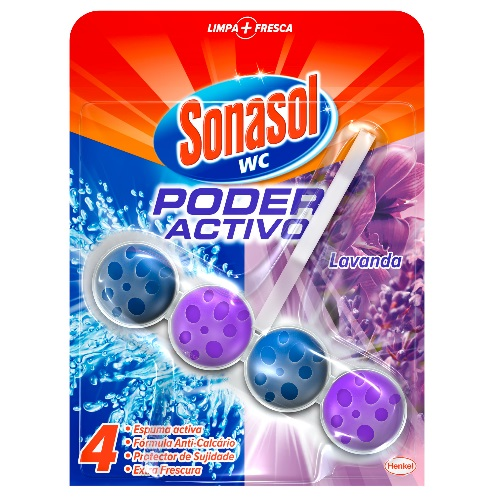 LIMPA + FRESCA
Sonasol
WC
PODER
ACTIVO
Lavanda
4
• Espuma activa
• Fórmula Anti-Calcário
• Protector de Sujidade
• Extra Frescura
Henkel